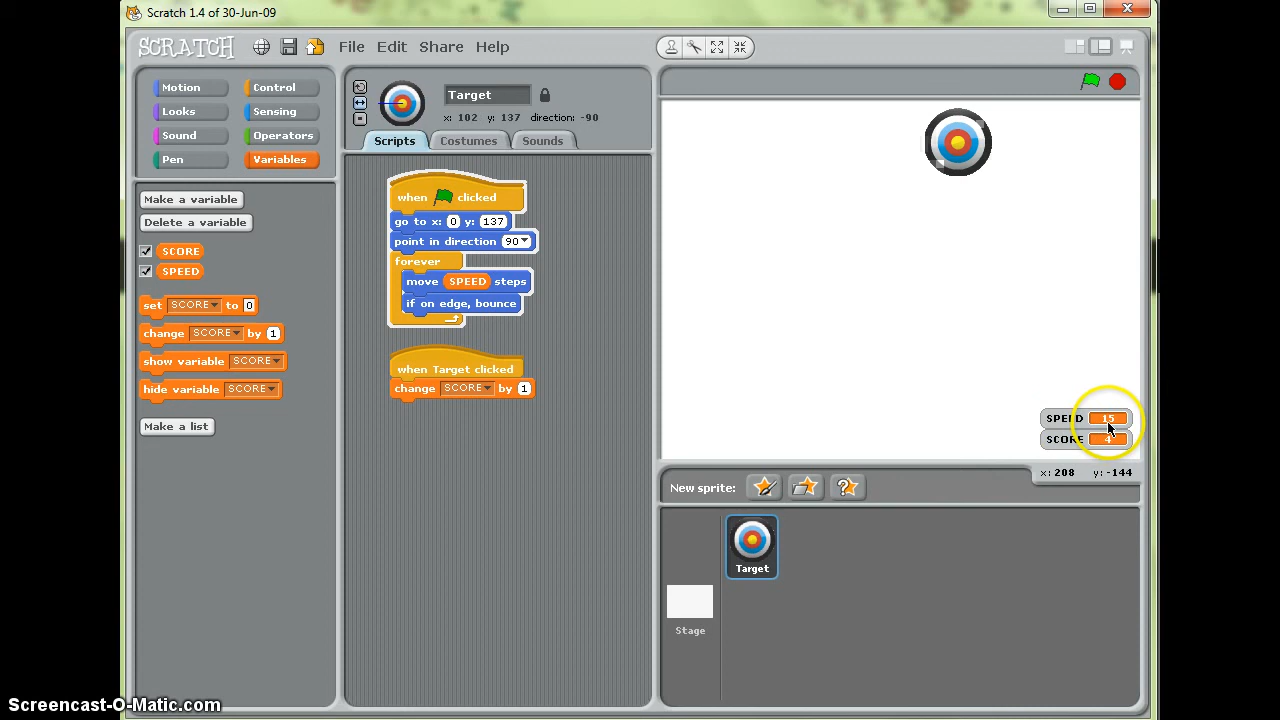 Scratch 1.4 of 30-Jun-09
SCRATCH
File Edit Share Help
Motion Control
Looks Sensing
Sound Operators
Pen Variables
Make a variable
Delete a variable
SCORE
SPEED
set SCORE to 0
change SCORE by 1
show variable SCORE
hide variable SCORE
Make a list
Target
x: 102 y: 137 direction: -90
Scripts Costumes Sounds
when clicked
go to x: 0 y: 137
point in direction 90
forever
move SPEED steps
if on edge, bounce
when Target clicked
change SCORE by 1
SPEED 15
SCORE 4
x: 208 y: -144
New sprite:
Target
Stage
Screencast-O-Matic.com